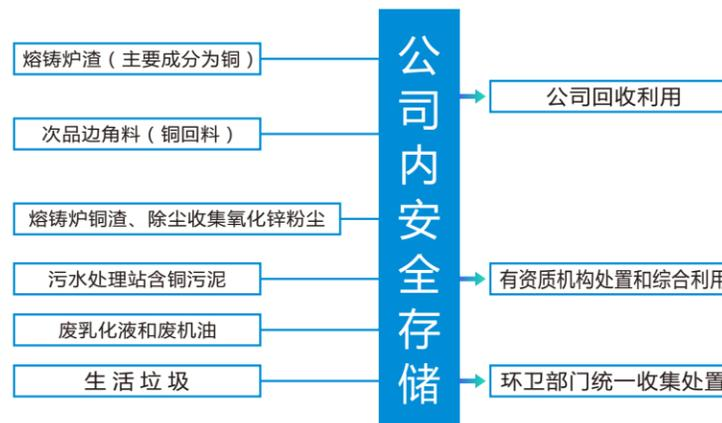 熔铸炉渣（主要成分为铜）
次品边角料（铜回料）
熔铸炉铜渣、除尘收集氧化锌粉尘
污水处理站含铜污泥
废乳化液和废机油
生活垃圾
公司内安全存储
公司回收利用
有资质机构处置和综合利用
环卫部门统一收集处置